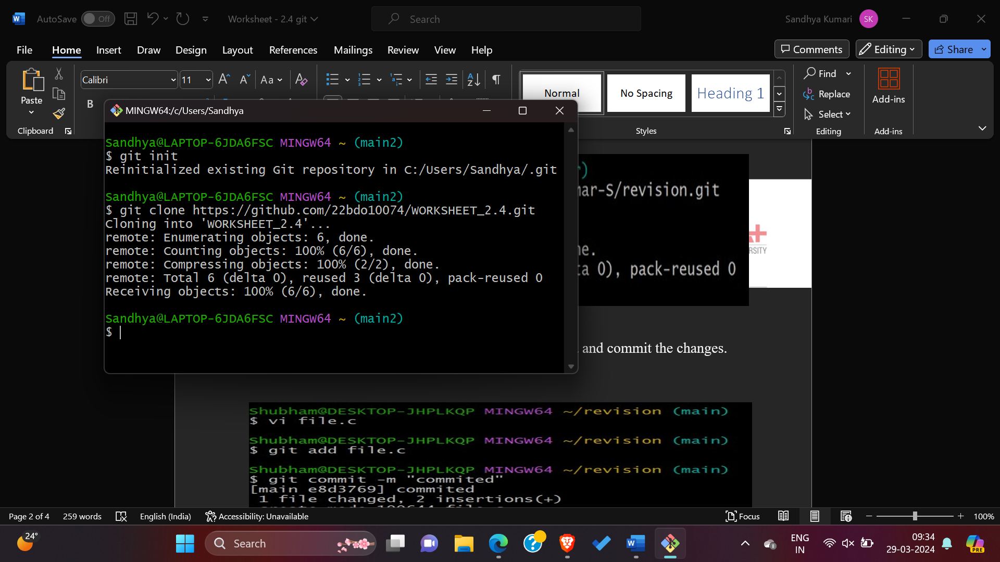 AutoSave Off Worksheet - 2.4 git Search Sandhya Kumari SK
File Home Insert Draw Design Layout References Mailings Review View Help Comments Editing Share
Paste
Clipboard
Calibri 11 Aa
B
Normal No Spacing Heading 1
Styles
Find
Replace
Select
Editing
Add-ins
Add-ins
MINGW64:/c/Users/Sandhya
Sandhya@LAPTOP-6JDA6FSC MINGW64 ~ (main2)
$ git init
Reinitialized existing Git repository in C:/Users/Sandhya/.git
Sandhya@LAPTOP-6JDA6FSC MINGW64 ~ (main2)
$ git clone https://github.com/22bdo10074/WORKSHEET_2.4.git
Cloning into 'WORKSHEET_2.4'...
remote: Enumerating objects: 6, done.
remote: Counting objects: 100% (6/6), done.
remote: Compressing objects: 100% (2/2), done.
remote: Total 6 (delta 0), reused 3 (delta 0), pack-reused 0
Receiving objects: 100% (6/6), done.
Sandhya@LAPTOP-6JDA6FSC MINGW64 ~ (main2)
$
mar-S/revision.git
ne.
ta 0), pack-reused 0
A+
RSITY
and commit the changes.
Shubham@DESKTOP-JHPLKQP MINGW64 ~/revision (main)
$ vi file.c
Shubham@DESKTOP-JHPLKQP MINGW64 ~/revision (main)
$ git add file.c
Shubham@DESKTOP-JHPLKQP MINGW64 ~/revision (main)
$ git commit -m "commited"
[main e8d3769] commited
1 file changed, 2 insertions(+)
Page 2 of 4 259 words English (India) Accessibility: Unavailable Focus 100%
24°
Search
ENG
IN
09:34
29-03-2024
PRE